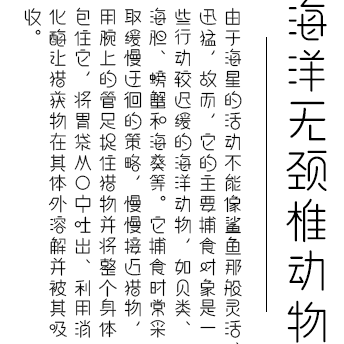 海洋无颈椎动物
由于海星的活动不能像鲨鱼那般灵活、
迅猛，故而，它的主要捕食对象是一
些行动较迟缓的海洋动物，如贝类、
海胆、螃蟹和海葵等。它捕食时常采
取缓慢迂回的策略，慢慢接近猎物，
用腕上的管足捉住猎物并将整个身体
包住它，将胃袋从口中吐出、利用消
化酶让猎获物在其体外溶解并被其吸
收。